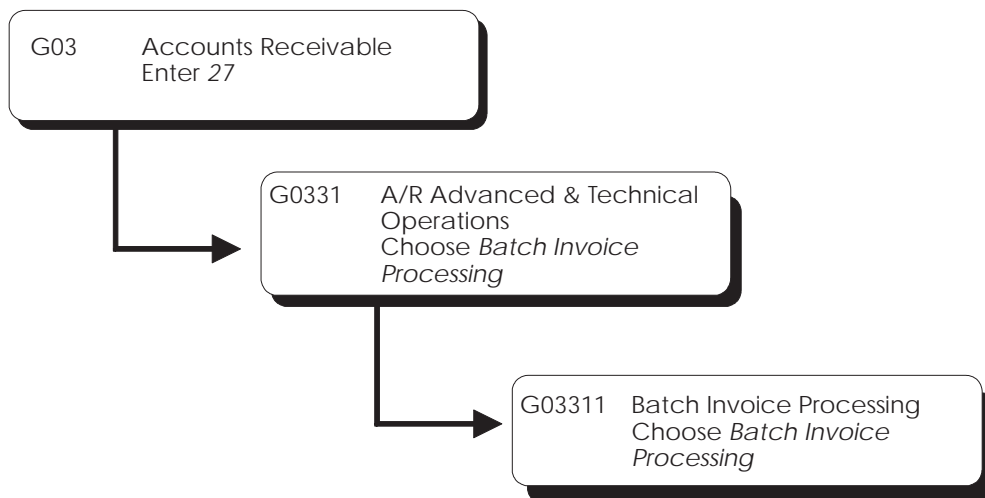 G03 Accounts Receivable
Enter 27
G0331 A/R Advanced & Technical
Operations
Choose Batch Invoice
Processing
G03311 Batch Invoice Processing
Choose Batch Invoice
Processing